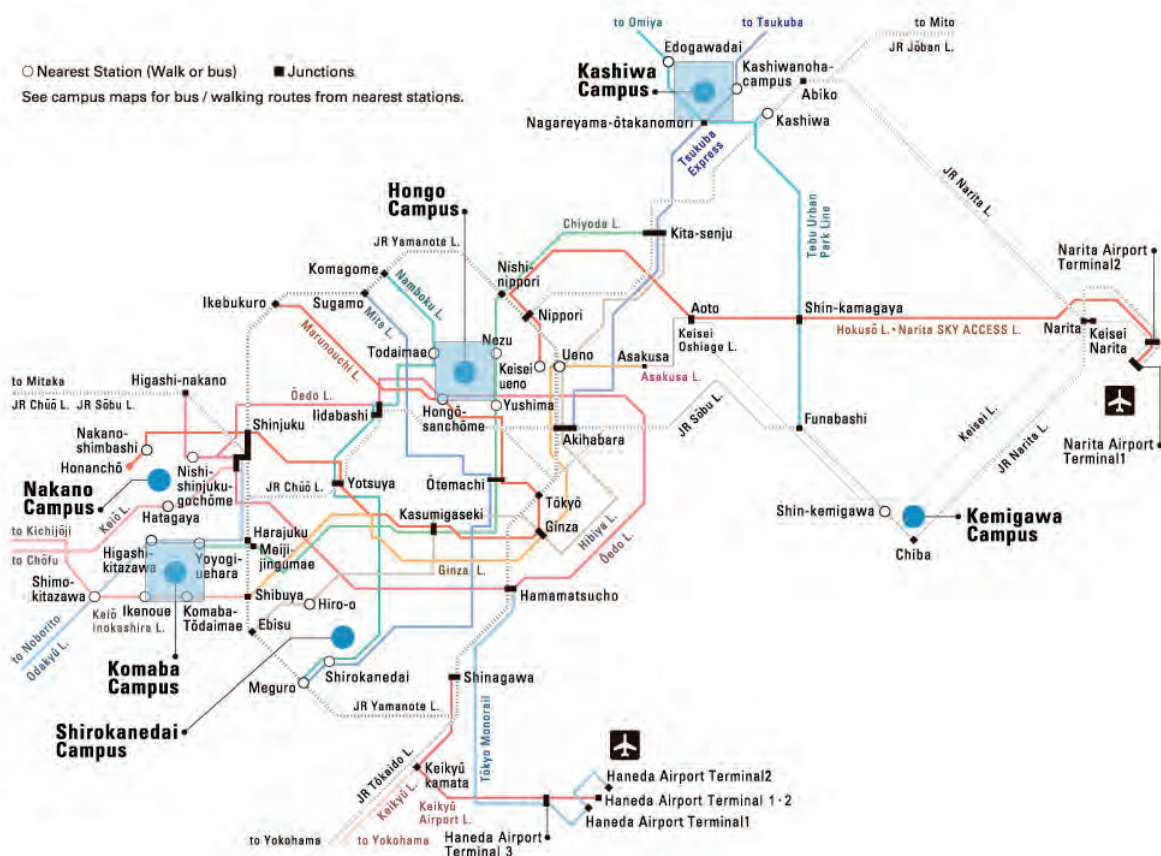 to Omiya
to Tsukuba
to Mito
JR Jōban L.
Edogawadai
Kashiwa
Campus
Kashiwanoha-
campus
Abiko
Kashiwa
Nagareyama-ōtakanomori
○ Nearest Station (Walk or bus)
■ Junctions
See campus maps for bus / walking routes from nearest stations.
Tsukuba
Express
Tobu Urban
Park Line
JR Narita L.
Hongo
Campus
Chiyoda L.
Kita-senju
JR Yamanote L.
Komagome
Nishi-
nippori
Namboku L.
Sugamo
Mita L.
Ikebukuro
Marunouchi L.
Nippori
Aoto
Shin-kamagaya
Narita Airport
Terminal2
Hokusō L.・Narita SKY ACCESS L.
Narita
Keisei
Narita
Keisei
Oshiage L.
Todaimae
Nezu
Keisei
ueno
Ueno
Asakusa
Asakusa L.
to Mitaka
Higashi-nakano
JR Chūō L.
JR Sōbu L.
Ōedo L.
Iidabashi
Yushima
Hongō-
sanchōme
Akihabara
JR Sōbu L.
Funabashi
Keisei L.
JR Narita L.
Narita Airport
Terminal1
Shinjuku
Nakano-
shimbashi
Honanchō
Nakano
Campus
Nishi-
shinjuku-
gochōme
JR Chūō L.
Yotsuya
Ōtemachi
Tōkyō
Kasumigaseki
Ginza
Hibiya L.
Ōedo L.
Shin-kemigawa
Kemigawa
Campus
Chiba
Keiō L.
Hatagaya
to Kichijōji
to Chōfu
Harajuku
Meiji-
jingumae
Higashi-
kitazawa
Yoyogi-
uehara
Ginza L.
Shimo-
kitazawa
Ikenoue
Komaba-
Tōdaimae
Shibuya
Hiro-o
Hamamatsucho
Keiō
Inokashira L.
to Noborito
Odakyū L.
Ebisu
Komaba
Campus
Shirokanedai
Meguro
Shinagawa
JR Yamanote L.
Shirokanedai
Campus
Tōkyo Monorail
JR Tōkaido L.
Keikyū L.
Keikyū
kamata
Keikyū
Airport L.
Haneda Airport Terminal2
Haneda Airport Terminal 1・2
Haneda Airport Terminal1
Haneda Airport
Terminal 3
to Yokohama
to Yokohama